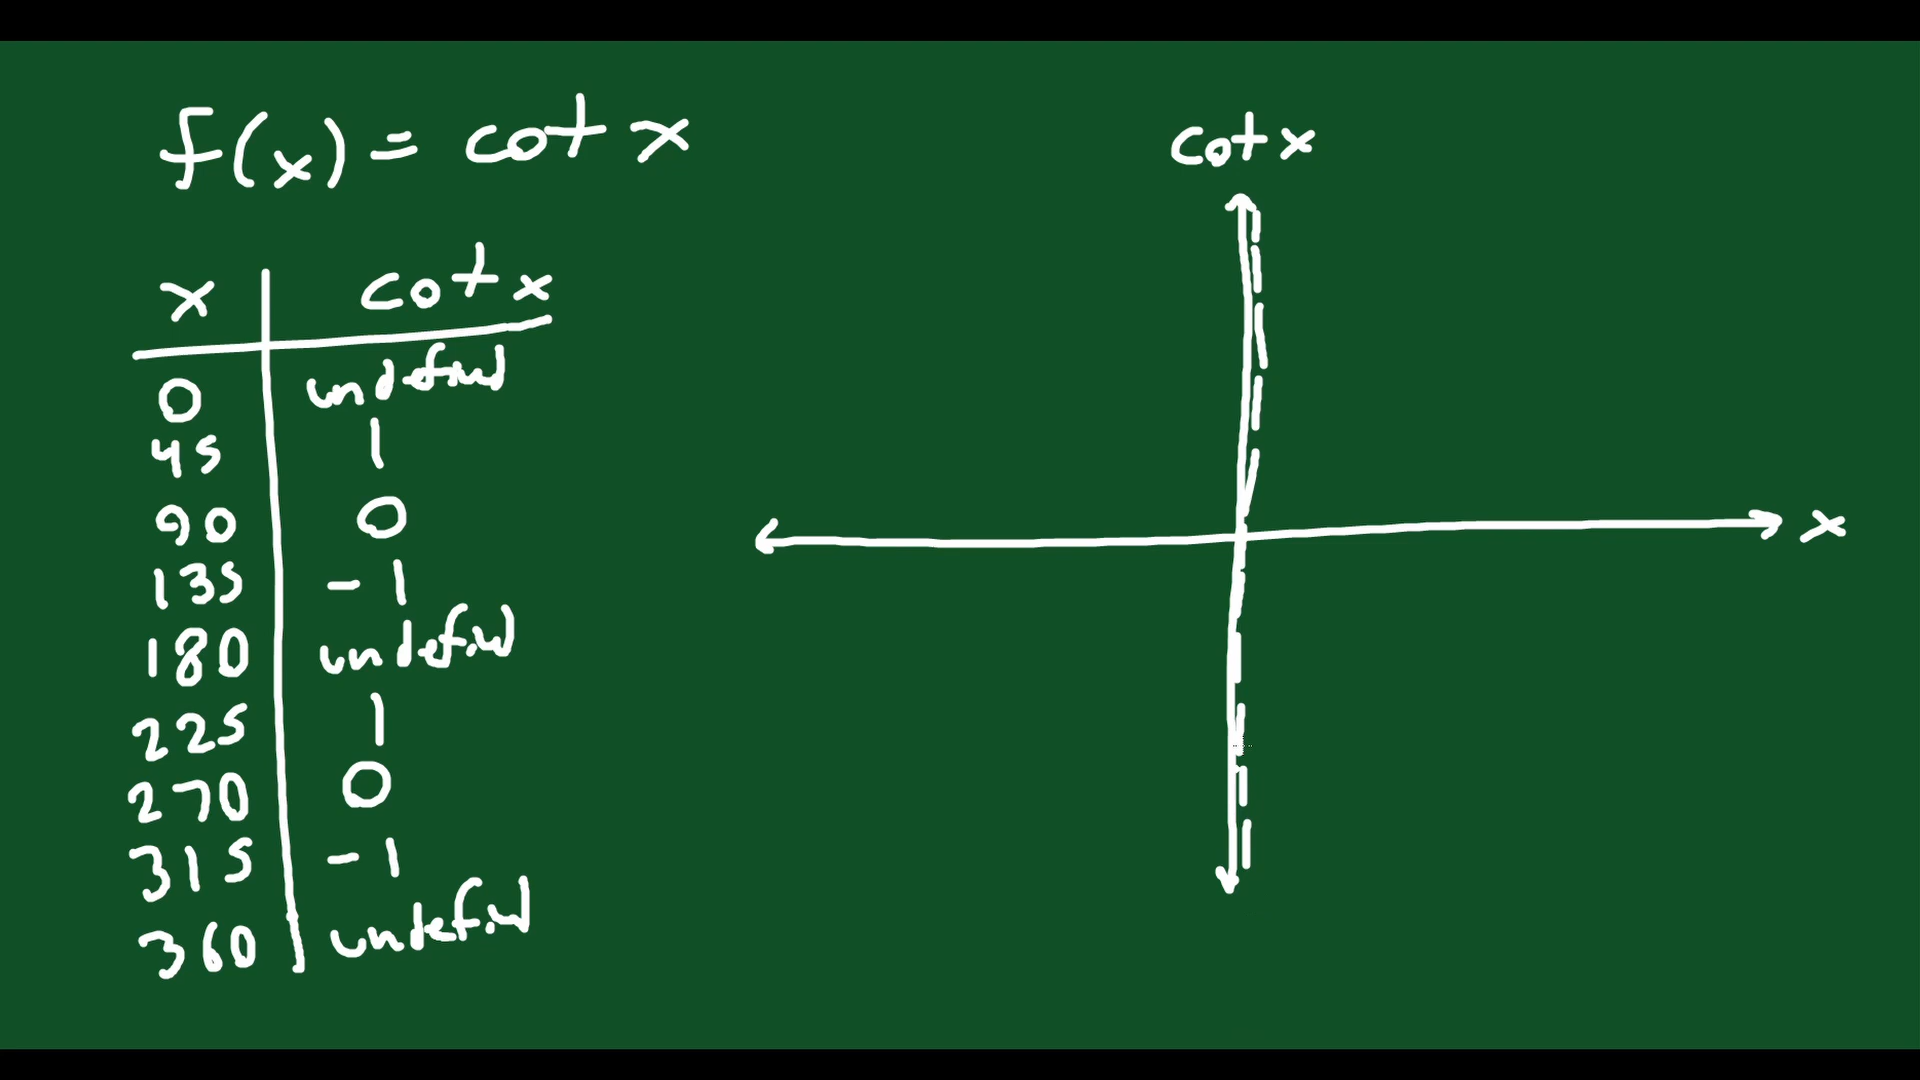 f(x) = cot x
x cot x
0 undefined
45 1
90 0
135 -1
180 undefined
225 1
270 0
315 -1
360 undefined
cot x
x